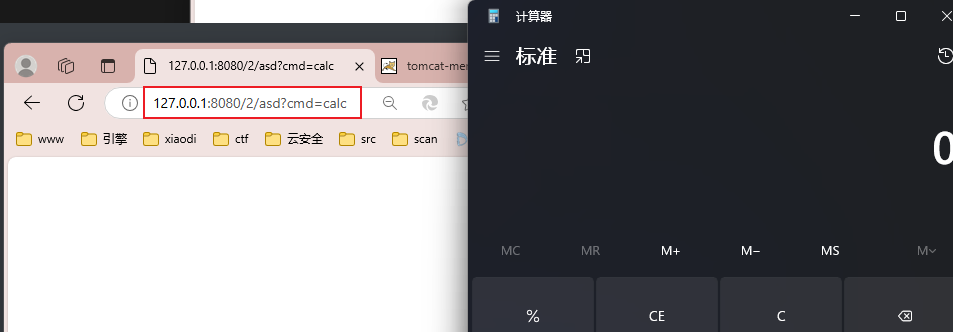 127.0.0.1:8080/2/asd?cmd=calc
127.0.0.1:8080/2/asd?cmd=calc
www 引擎 xiaodi ctf 云安全 src scan
计算器
标准
0
MC MR M+ M− MS M
% CE C